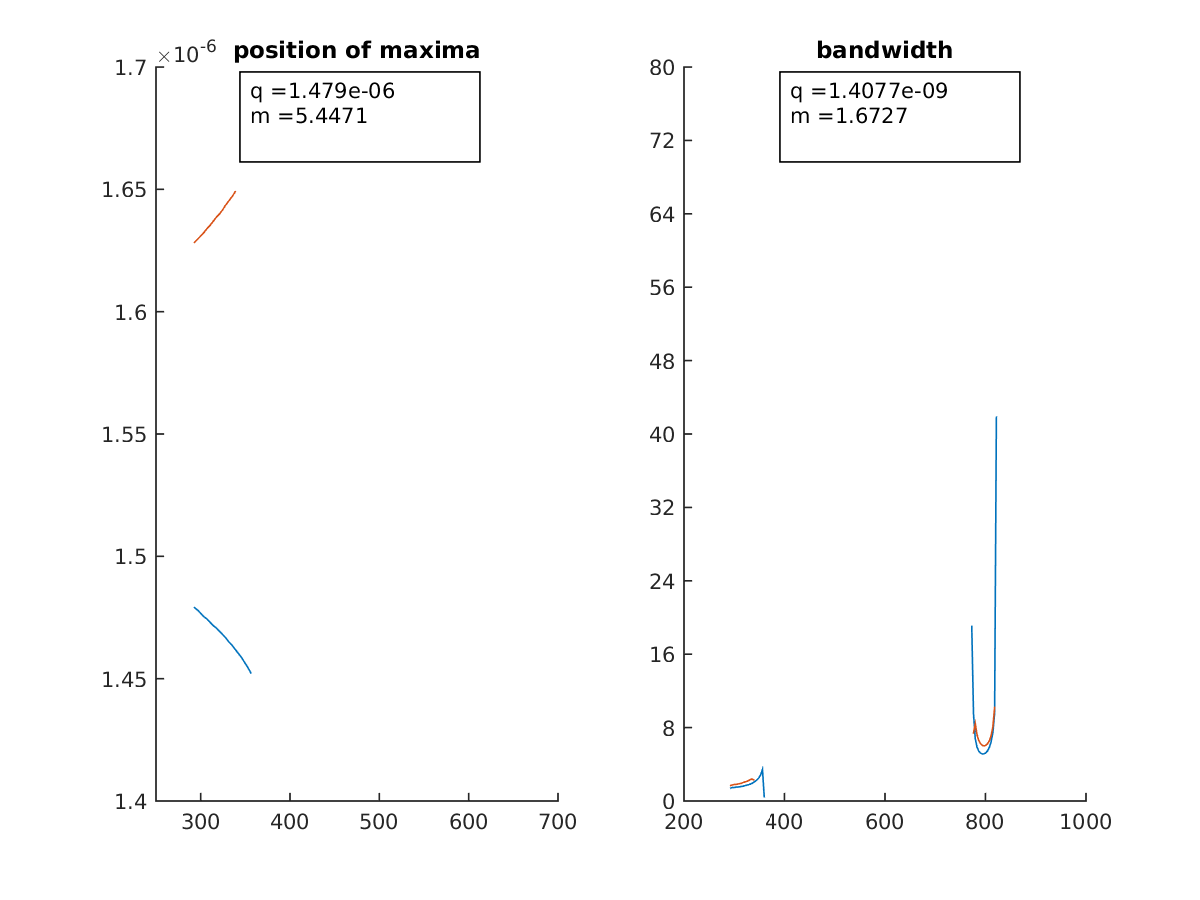 ×10-6
position of maxima
q =1.479e-06
m =5.4471
1.7
1.65
1.6
1.55
1.5
1.45
1.4
300 400 500 600 700
bandwidth
q =1.4077e-09
m =1.6727
80
72
64
56
48
40
32
24
16
8
0
200 400 600 800 1000